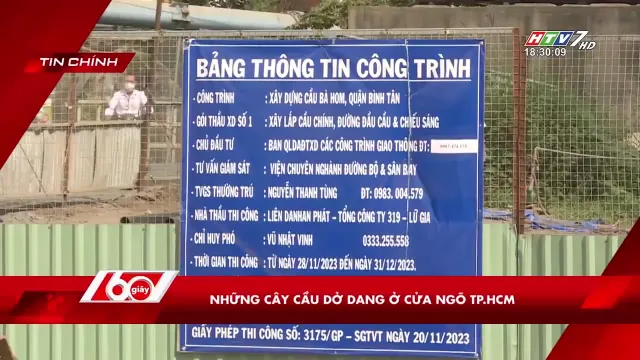 HTV7 HD
18:30:09
TIN CHÍNH
BẢNG THÔNG TIN CÔNG TRÌNH
- CÔNG TRÌNH : XÂY DỰNG CẦU BÀ HOM, QUẬN BÌNH TÂN
- GÓI THẦU XD SỐ 1 : XÂY LẮP CẦU CHÍNH, ĐƯỜNG ĐẦU CẦU & CHIẾU SÁNG
- CHỦ ĐẦU TƯ : BAN QLDAĐTXD CÁC CÔNG TRÌNH GIAO THÔNG ĐT:
- TƯ VẤN GIÁM SÁT : VIỆN CHUYÊN NGHÀNH ĐƯỜNG BỘ & SÂN BAY
- TVGS THƯỜNG TRÚ : NGUYỄN THANH TÙNG ĐT: 0983.004.579
- NHÀ THẦU THI CÔNG : LIÊN DANHAN PHÁT – TỔNG CÔNG TY 319 – LỮ GIA
- CHỈ HUY PHÓ : VŨ NHẬT VINH 0333.255.558
- THỜI GIAN THI CÔNG : TỪ NGÀY 28/11/2023 ĐẾN NGÀY 31/12/2023.
60 giây
NHỮNG CÂY CẦU DỞ DANG Ở CỬA NGÕ TP.HCM
GIẤY PHÉP THI CÔNG SỐ: 3175/GP – SGTVT NGÀY 20/11/2023